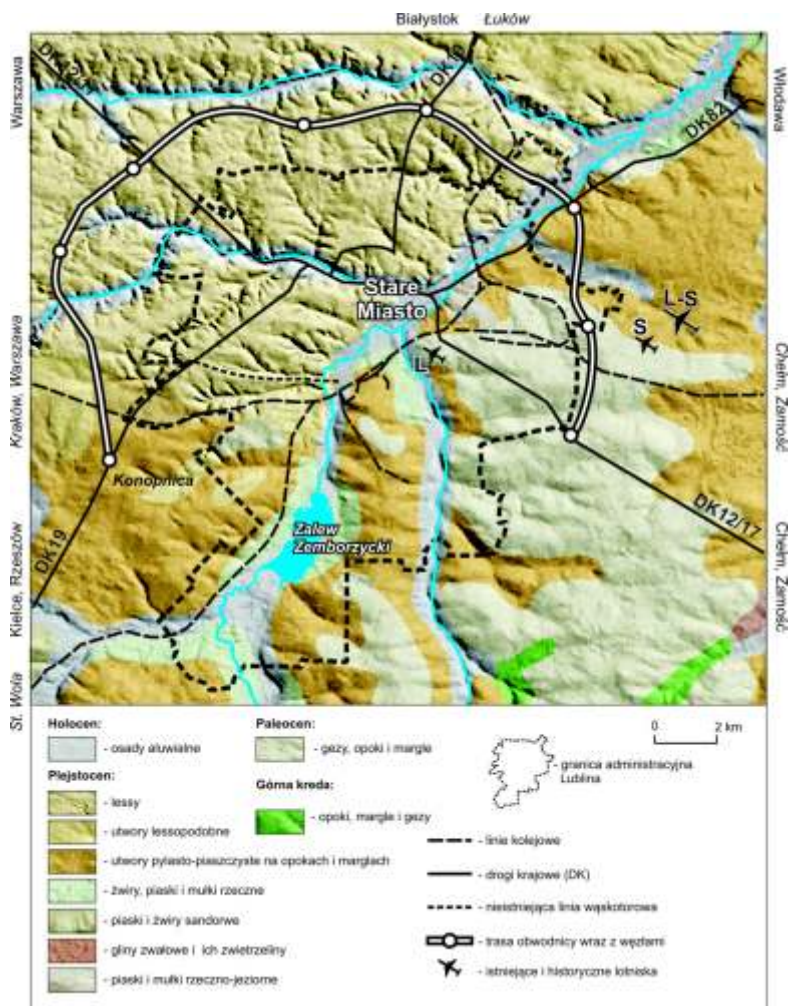 Białystok Łuków
Warszawa
Włodawa
DK12/17
DK19
DK82
Stare
Miasto
L-S
S
L
Kraków, Warszawa
Chełm, Zamość
Konopnica
Zalew
Zemborzycki
DK19
DK12/17
Kielce, Rzeszów
Chełm, Zamość
St. Wola
Holocen:
- osady aluwialne
Plejstocen:
- lessy
- utwory lessopodobne
- utwory pylasto-piaszczyste na opokach i marglach
- żwiry, piaski i mułki rzeczne
- piaski i żwiry sandorwe
- gliny zwałowe i ich zwietrzeliny
- piaski i mułki rzeczno-jeziorne
Paleocen:
- gezy, opoki i margle
Górna kreda:
- opoki, margle i gezy
0 2 km
- granica administracyjna
Lublina
- linie kolejowe
- drogi krajowe (DK)
- nieistniejąca linia wąskotorowa
- trasa obwodnicy wraz z węzłami
- istniejące i historyczne lotniska